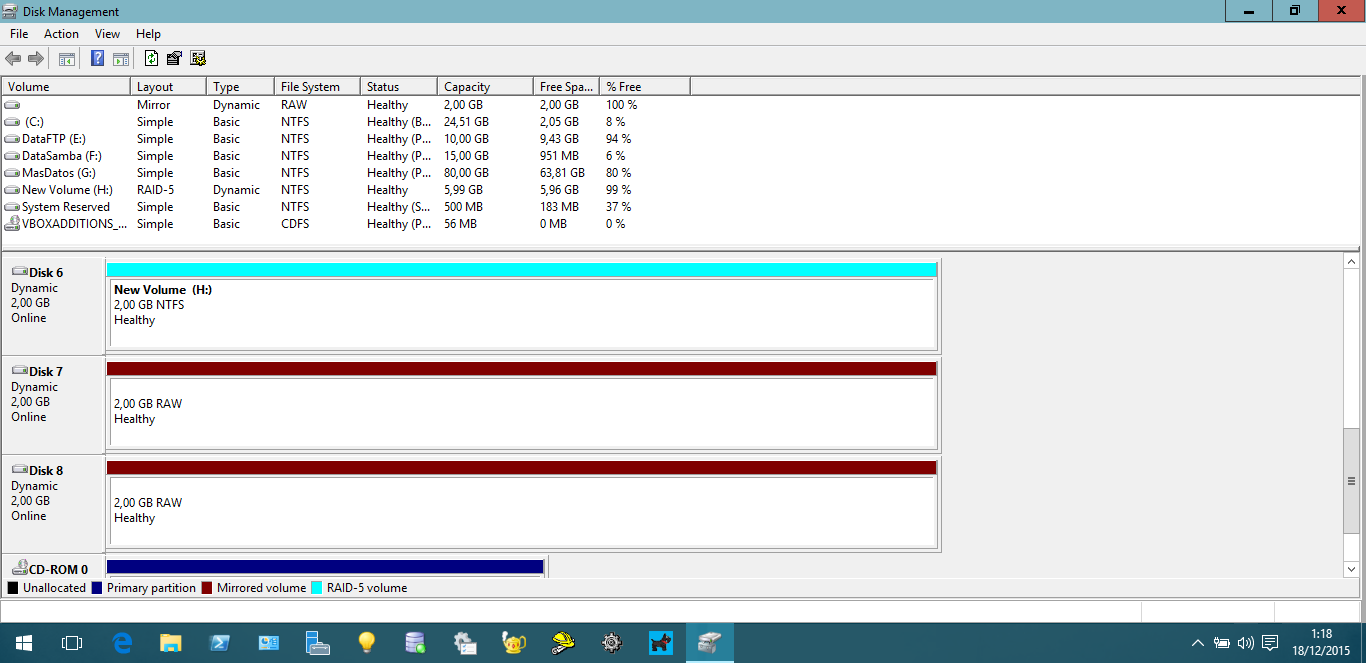 Disk Management
File Action View Help
Volume Layout Type File System Status Capacity Free Spa... % Free
Mirror Dynamic RAW Healthy 2,00 GB 2,00 GB 100 %
(C:) Simple Basic NTFS Healthy (B... 24,51 GB 2,05 GB 8 %
DataFTP (E:) Simple Basic NTFS Healthy (P... 10,00 GB 9,43 GB 94 %
DataSamba (F:) Simple Basic NTFS Healthy (P... 15,00 GB 951 MB 6 %
MasDatos (G:) Simple Basic NTFS Healthy (P... 80,00 GB 63,81 GB 80 %
New Volume (H:) RAID-5 Dynamic NTFS Healthy 5,99 GB 5,96 GB 99 %
System Reserved Simple Basic NTFS Healthy (S... 500 MB 183 MB 37 %
VBOXADDITIONS_... Simple Basic CDFS Healthy (P... 56 MB 0 MB 0 %
Disk 6
Dynamic
2,00 GB
Online
New Volume (H:)
2,00 GB NTFS
Healthy
Disk 7
Dynamic
2,00 GB
Online
2,00 GB RAW
Healthy
Disk 8
Dynamic
2,00 GB
Online
2,00 GB RAW
Healthy
CD-ROM 0
Unallocated Primary partition Mirrored volume RAID-5 volume
1:18
18/12/2015